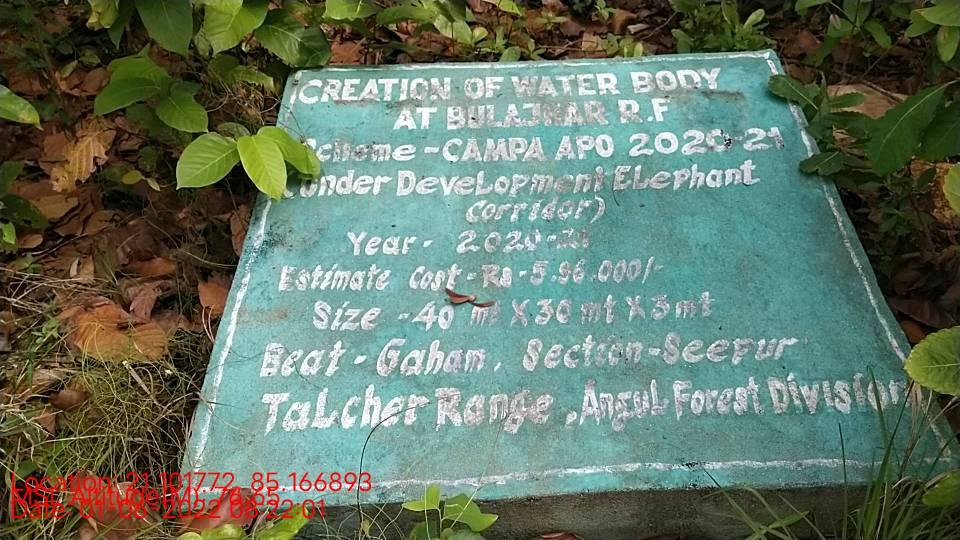 CREATION OF WATER BODY
AT BULAJHAR R.F
Scheme - CAMPA APO 2020-21
(under Development Elephant
Corridor)
Year - 2020-21
Estimate Cost - Rs - 5.96.000/-
Size - 40 mt X 30 mt X 3 mt
Beat - Gaham, Section - Seepur
Talcher Range, Angul Forest Division
Location: 21.101772, 85.166893